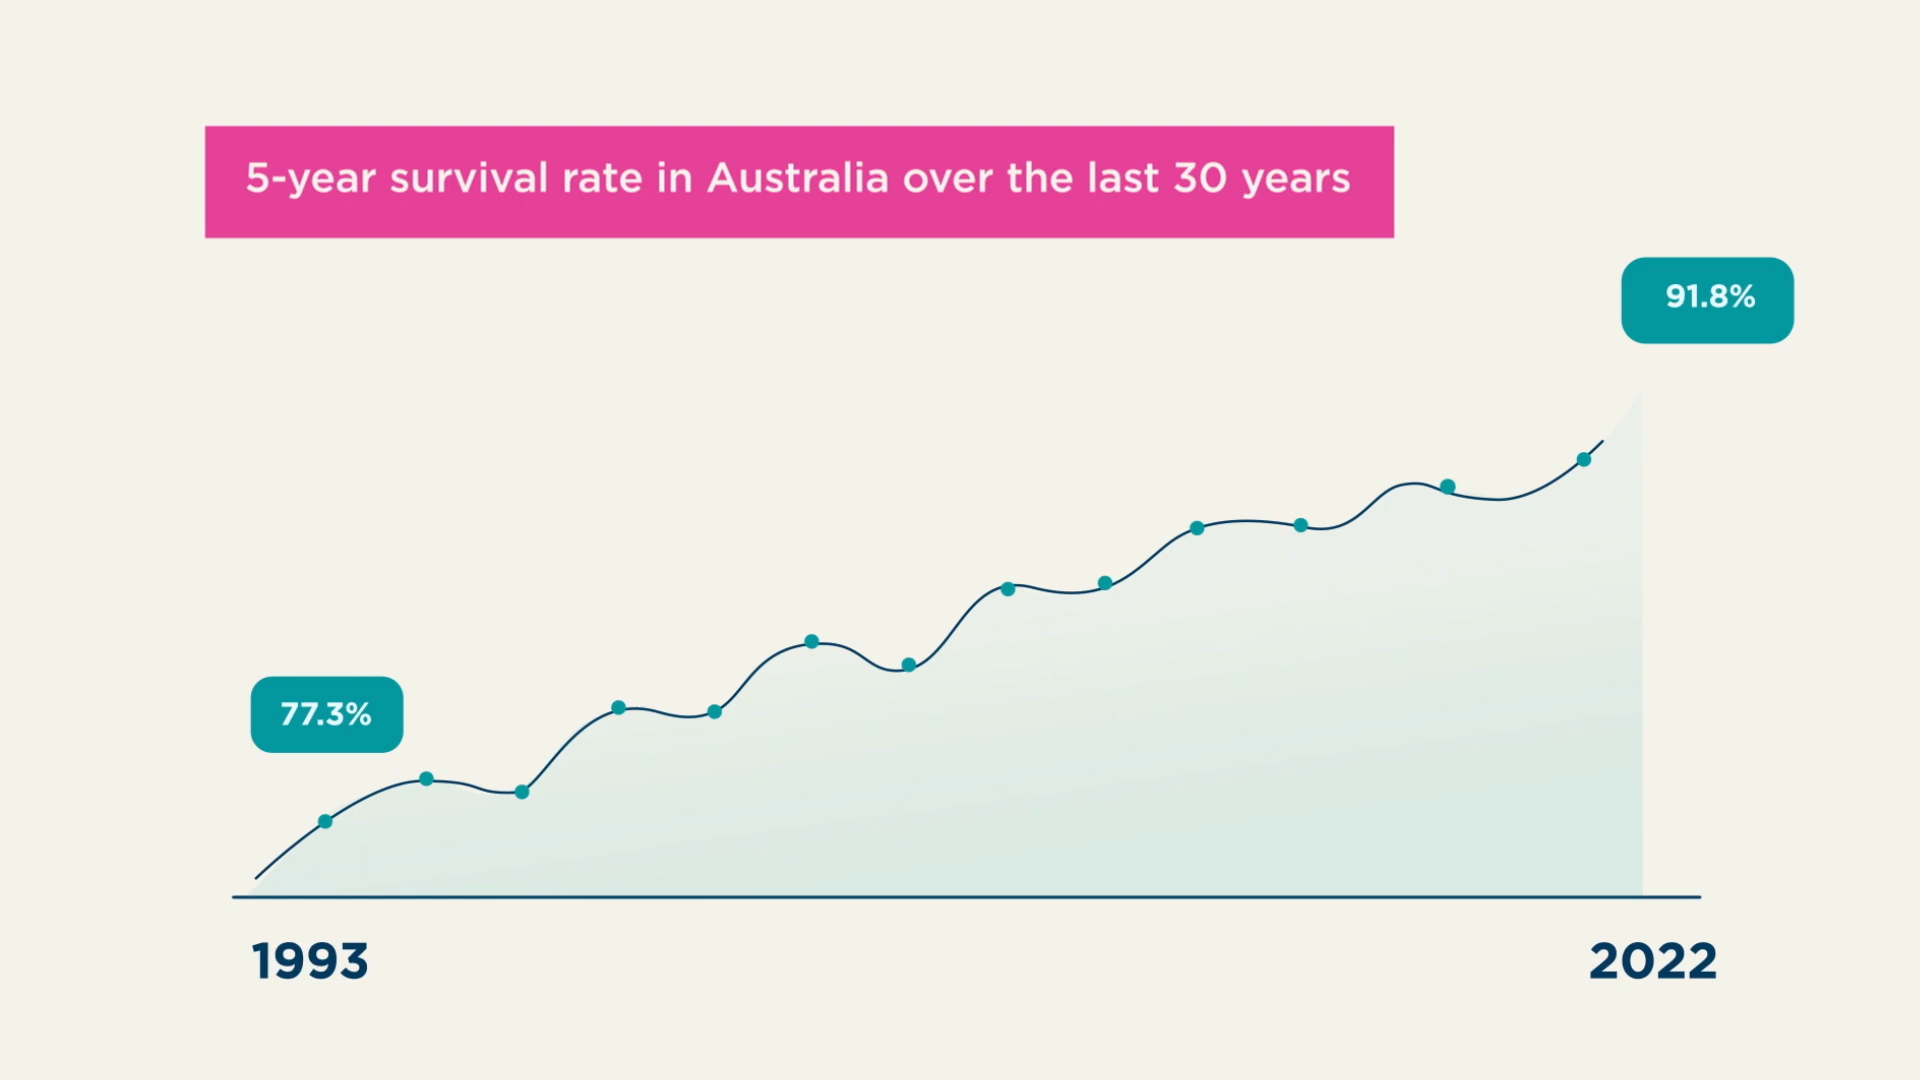 5-year survival rate in Australia over the last 30 years
91.8%
77.3%
1993
2022